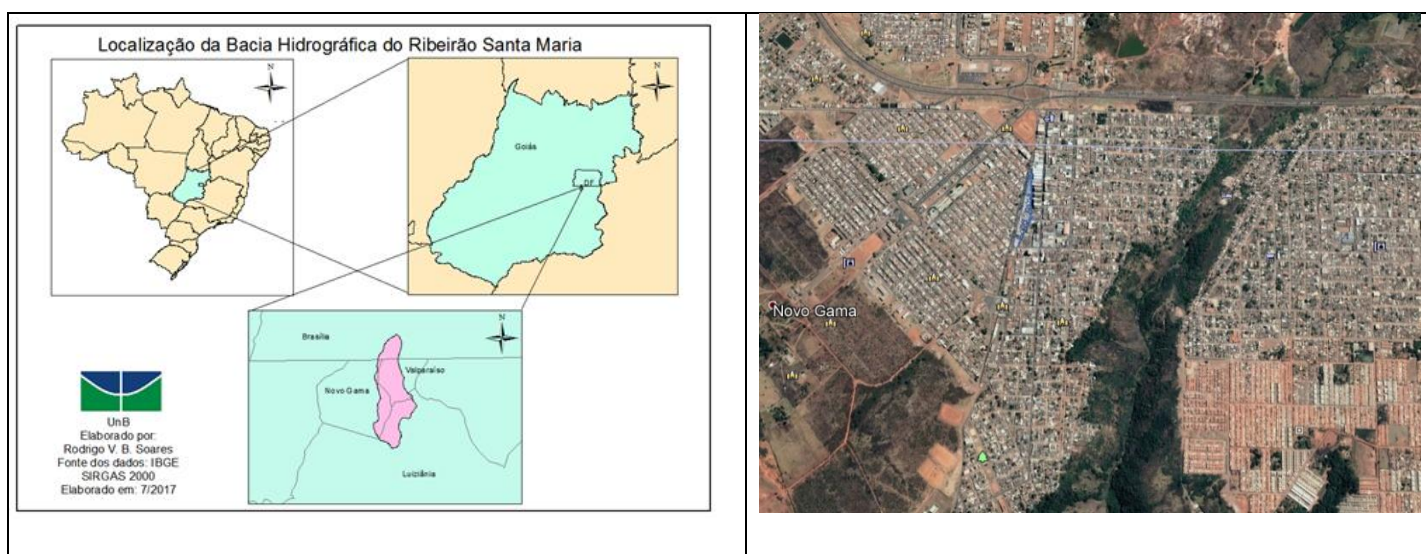 Localização da Bacia Hidrográfica do Ribeirão Santa Maria
N
N
Goiás
DF
N
Brasília
Novo Gama
Valparaíso
Luiziânia
UnB
Elaborado por:
Rodrigo V. B. Soares
Fonte dos dados: IBGE
SIRGAS 2000
Elaborado em: 7/2017
Novo Gama